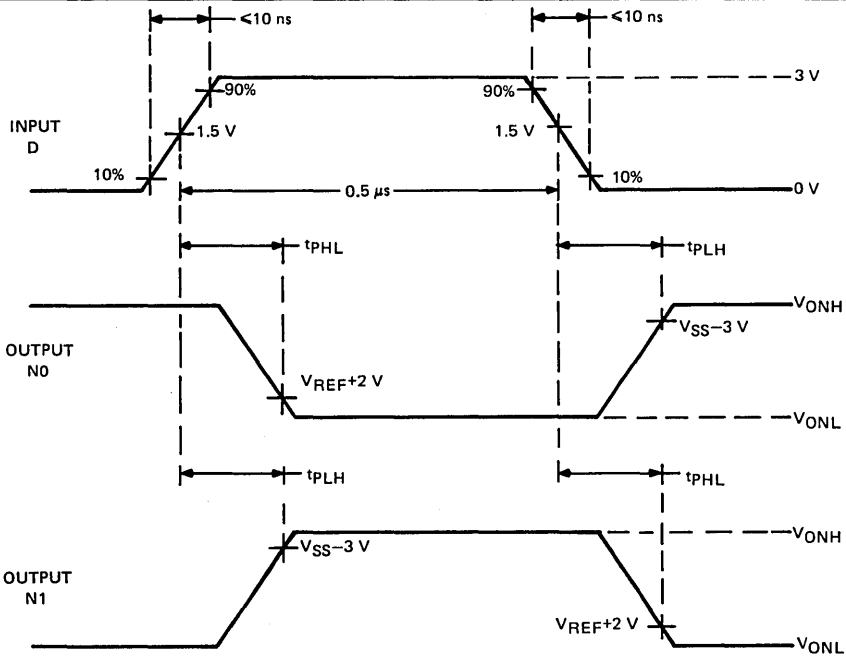 ≤10 ns
≤10 ns
90%
90%
3 V
INPUT
D
1.5 V
1.5 V
10%
10%
0.5 µs
0 V
tPHL
tPLH
VONH
VSS–3 V
OUTPUT
N0
VREF+2 V
VONL
tPLH
tPHL
VONH
VSS–3 V
OUTPUT
N1
VREF+2 V
VONL